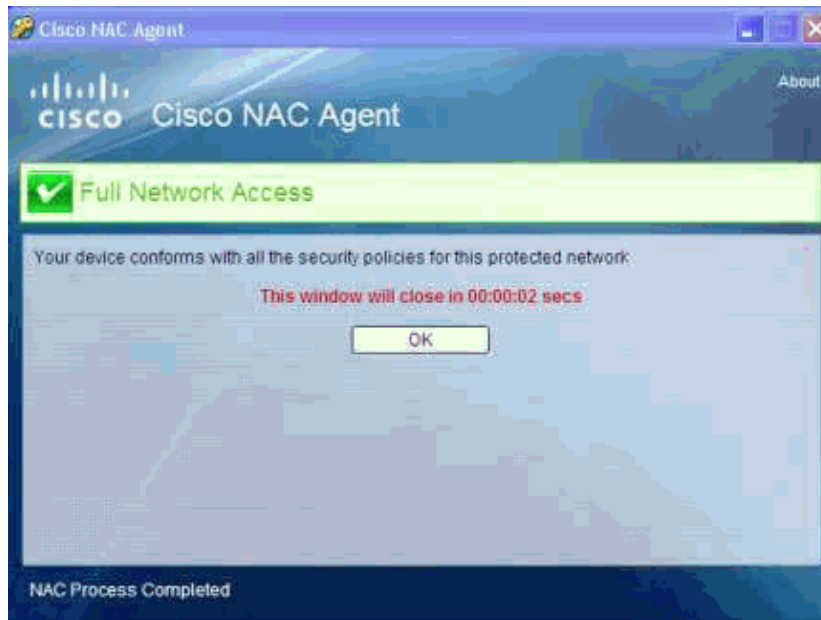 Cisco NAC Agent
About
CISCO Cisco NAC Agent
Full Network Access
Your device conforms with all the security policies for this protected network
This window will close in 00:00:02 secs
OK
NAC Process Completed